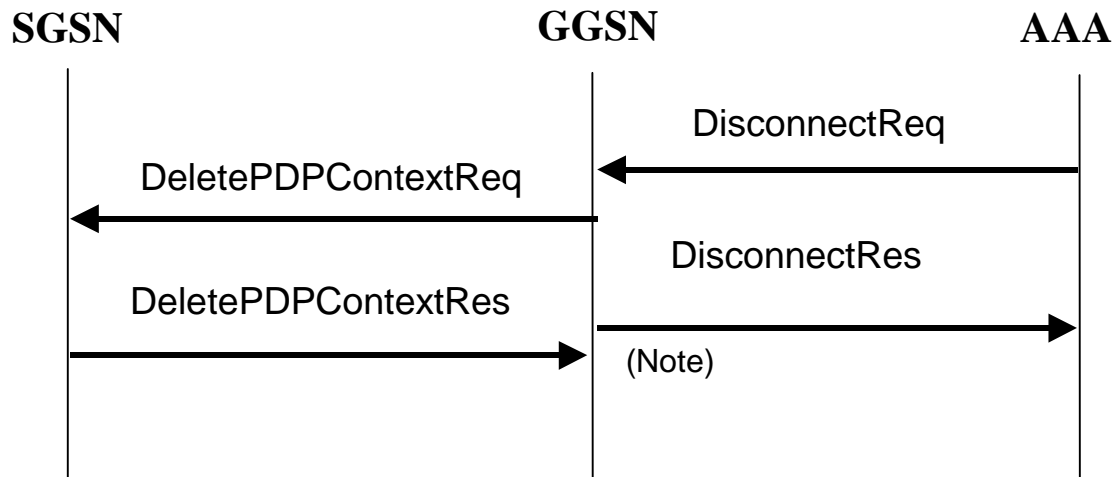 SGSN
GGSN
AAA
DisconnectReq
DeletePDPContextReq
DisconnectRes
DeletePDPContextRes
(Note)